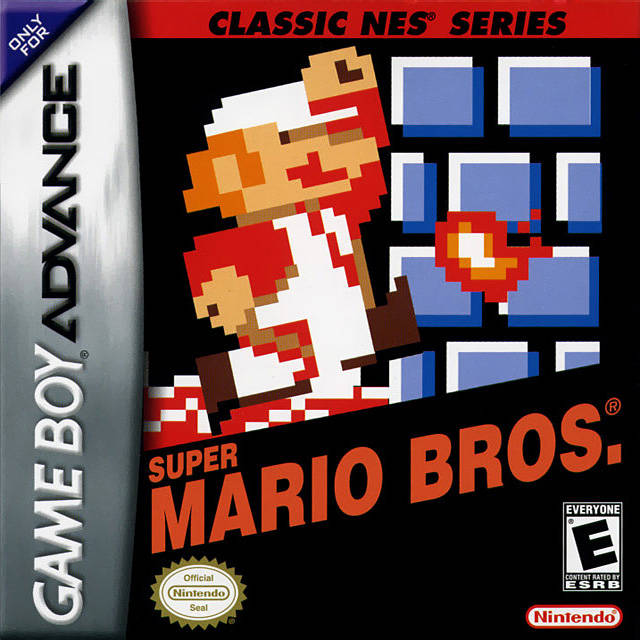 ONLY
FOR
GAME BOY ADVANCE
CLASSIC NES® SERIES
SUPER
MARIO BROS.®
Official
Nintendo
Seal
EVERYONE
E
CONTENT RATED BY
ESRB
Nintendo